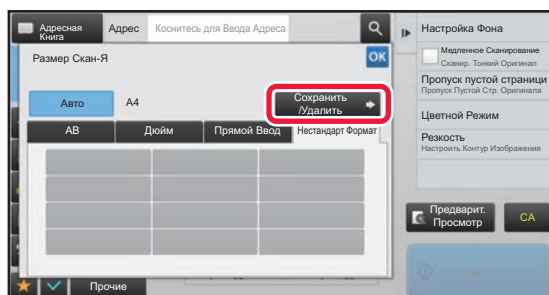 Адресная
Книга
Адрес
Коснитесь для Ввода Адреса
Настройка Фона
Размер Скан-Я
OK
Медленное Сканирование
Сканир. Тонкий Оригинал
Пропуск пустой страници
Пропуск Пустой Стр. Оригинала
Авто
A4
Сохранить
/Удалить
Цветной Режим
AB
Дюйм
Прямой Ввод
Нестандарт Формат
Резкость
Настроить Контур Изображения
Предварит.
Просмотр
CA
Старт
Прочие